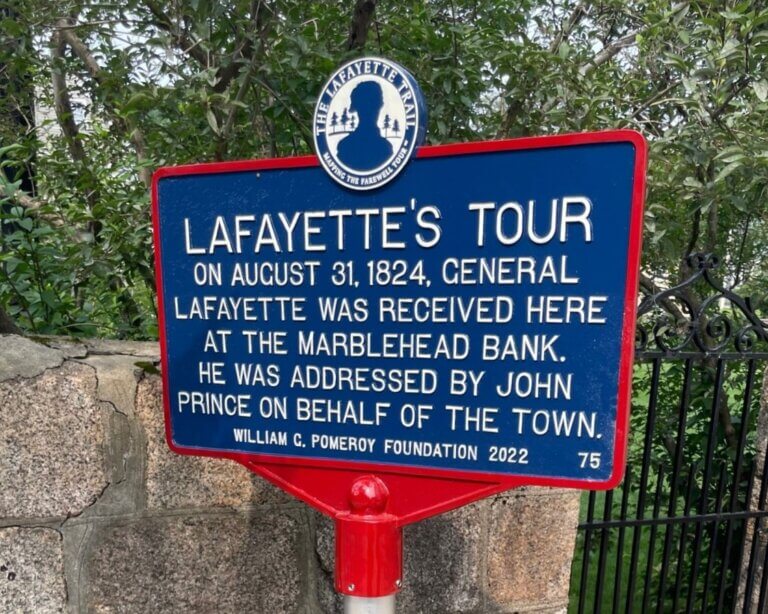 THE LAFAYETTE TRAIL
MAPPING THE FAREWELL TOUR
LAFAYETTE'S TOUR
ON AUGUST 31, 1824, GENERAL
LAFAYETTE WAS RECEIVED HERE
AT THE MARBLEHEAD BANK.
HE WAS ADDRESSED BY JOHN
PRINCE ON BEHALF OF THE TOWN.
WILLIAM G. POMEROY FOUNDATION 2022 75